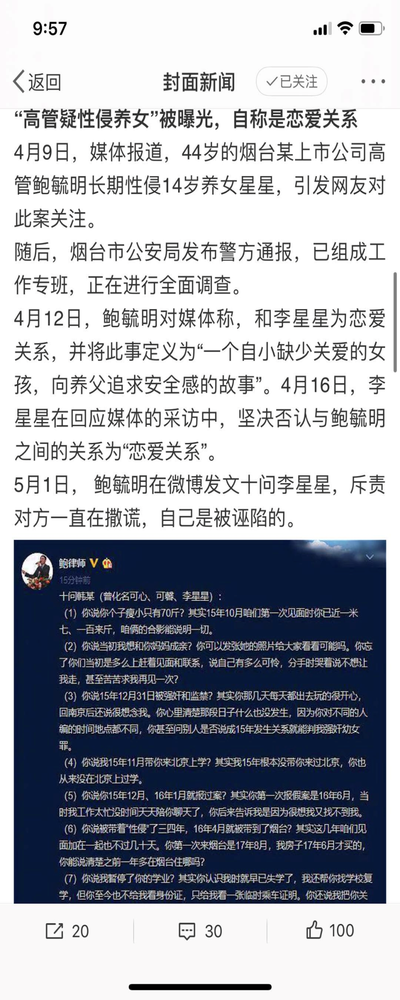 9:57
返回
封面新闻
已关注
“高管疑性侵养女”被曝光，自称是恋爱关系
4月9日，媒体报道，44岁的烟台某上市公司高
管鲍毓明长期性侵14岁养女星星，引发网友对
此案关注。
随后，烟台市公安局发布警方通报，已组成工
作专班，正在进行全面调查。
4月12日，鲍毓明对媒体称，和李星星为恋爱
关系，并将此事定义为“一个自小缺少关爱的女
孩，向养父追求安全感的故事”。4月16日，李
星星在回应媒体的采访中，坚决否认与鲍毓明
之间的关系为“恋爱关系”。
5月1日， 鲍毓明在微博发文十问李星星，斥责
对方一直在撒谎，自己是被诬陷的。
鲍律师
15分钟前
十问韩某（曾化名可心、可馨、李星星）：
（1）你说你个子瘦小只有70斤？其实15年10月咱们第一次见面时你已近一米
七、一百来斤，咱俩的合影能说明一切。
（2）你说当初我想和你妈妈成亲？你可以发张她的照片给大家看看可能吗。你忘
了你们当初是多么上赶着见面和联系，说自己有多么可怜，分手时哭着说不想让
我走，甚至苦苦求我再见一次？
（3）你说15年12月31日被强奸和监禁？其实你那几天每天都出去玩的很开心，
回南京后还说很想念我。你心里清楚那段日子什么也没发生，因为你对不同的人
编的时间地点都不同，你甚至问别人是否说成15年发生关系就能判我强奸幼女
罪。
（4）你说我15年11月带你来北京上学？其实我15年根本没带你来过北京，你也
从来没在北京上过学。
（5）你说你15年12月、16年1月就报过案？其实你第一次报假案是16年6月，当
时我工作太忙没时间天天陪你聊天了，你后来告诉我是因为很想我又找不到我。
（6）你说被带着“性侵”了三四年，16年4月就被带到了烟台？其实这几年咱们见
面加在一起也不过几十天。你第一次来烟台是17年8月，我房子17年6月才买的，
你能说清楚之前一年多在烟台住哪吗？
（7）你说我暂停了你的学业？其实你认识我时就早已失学了，我还帮你找学校复
学，但你至今也不给我看身份证，只给我看一张临时乘车证明。你还说我把你关
20
30
100